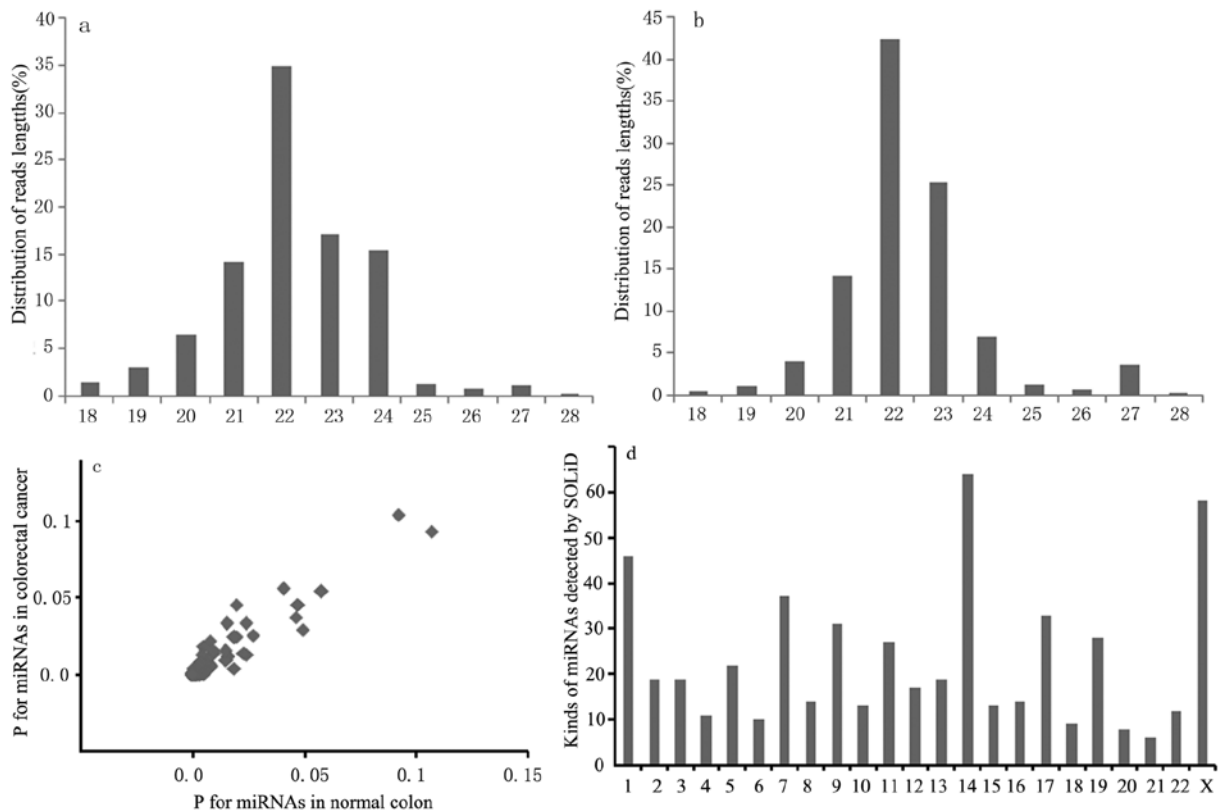 a
Distribution of reads lengtths(%)
40
35
30
25
20
15
10
5
0
18 19 20 21 22 23 24 25 26 27 28
b
Distribution of reads lengtths(%)
45
40
35
30
25
20
15
10
5
0
18 19 20 21 22 23 24 25 26 27 28
c
P for miRNAs in colorectal cancer
0.1
0.05
0.0
0.0 0.05 0.1 0.15
P for miRNAs in normal colon
d
Kinds of miRNAs detected by SOLiD
60
50
40
30
20
10
0
1 2 3 4 5 6 7 8 9 10 11 12 13 14 15 16 17 18 19 20 21 22 X